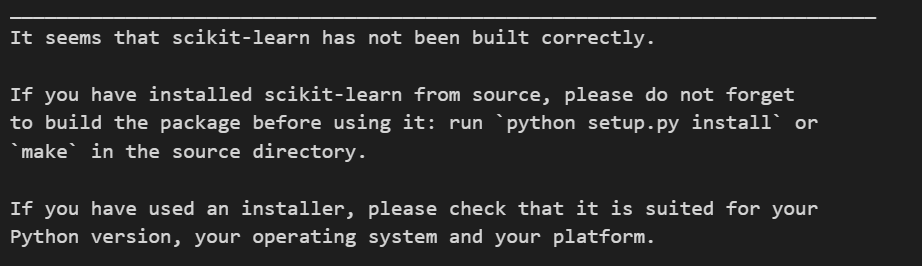 ___________________________________________________________________________
It seems that scikit-learn has not been built correctly.
If you have installed scikit-learn from source, please do not forget
to build the package before using it: run `python setup.py install` or
`make` in the source directory.
If you have used an installer, please check that it is suited for your
Python version, your operating system and your platform.